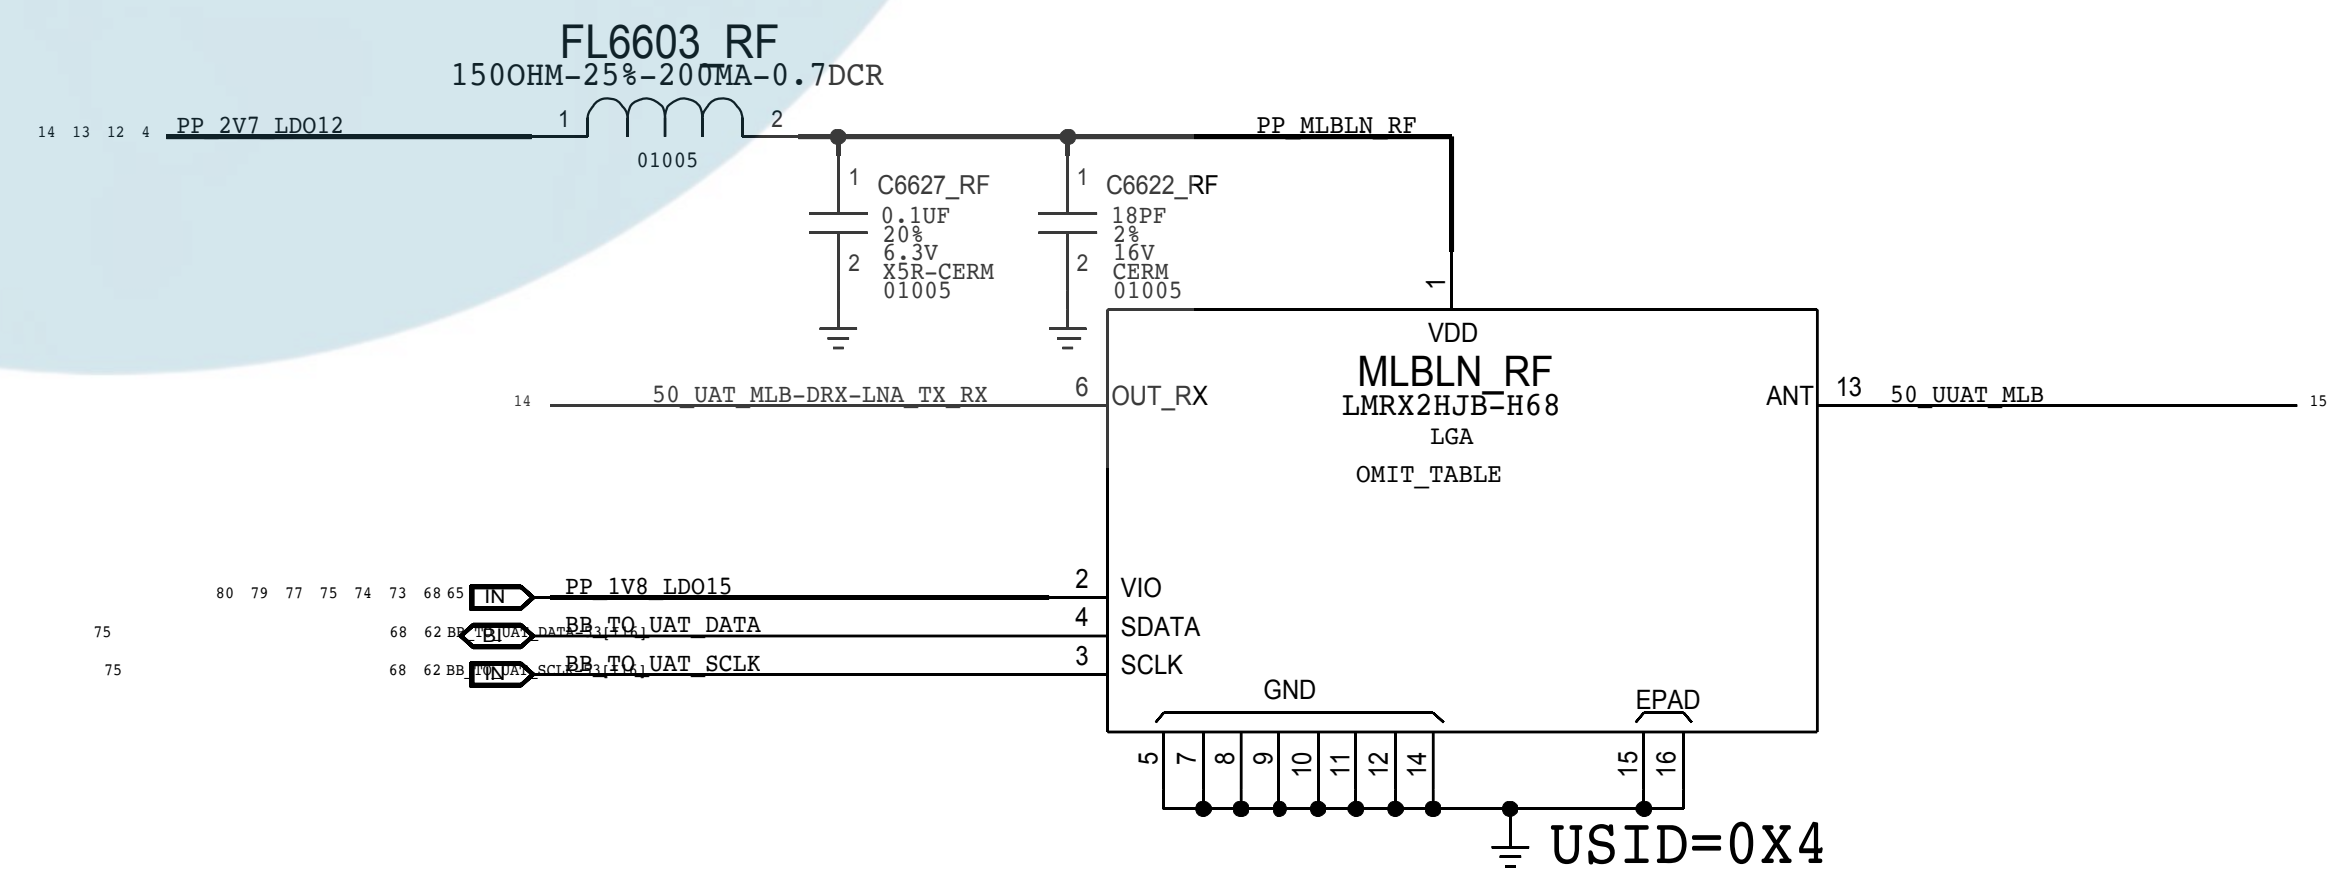 FL6603_RF
150OHM-25%-200MA-0.7DCR
14 13 12 4 PP_2V7_LDO12 1 2 PP_MLBLN_RF
01005
1 C6627_RF
0.1UF
20%
6.3V
2 X5R-CERM
01005
1 C6622_RF
18PF
2%
16V
2 CERM
01005
1
VDD
MLBLN_RF
LMRX2HJB-H68
LGA
OMIT_TABLE
14 50_UAT_MLB-DRX-LNA_TX_RX 6 OUT_RX
ANT 13 50_UUAT_MLB 15
80 79 77 75 74 73 68 65 IN PP_1V8_LDO15 2 VIO
75 68 62 BI BB_TO_UAT_DATA 4 SDATA
75 68 62 IN BB_TO_UAT_SCLK 3 SCLK
GND
EPAD
5 7 8 9 10 11 12 14 15 16
USID=0X4